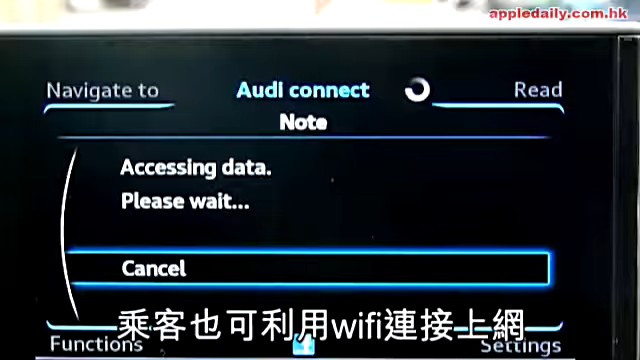 appledaily.com.hk
Navigate to Audi connect Read
Note
Accessing data.
Please wait...
Cancel
乘客也可利用wifi連接上網
Functions Settings